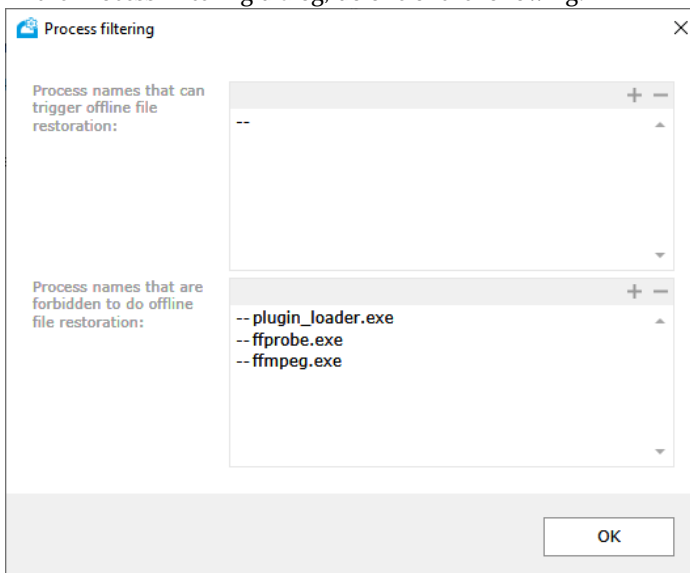 Process filtering
Process names that can
trigger offline file
restoration:
--
Process names that are
forbidden to do offline
file restoration:
-- plugin_loader.exe
-- ffprobe.exe
-- ffmpeg.exe
OK